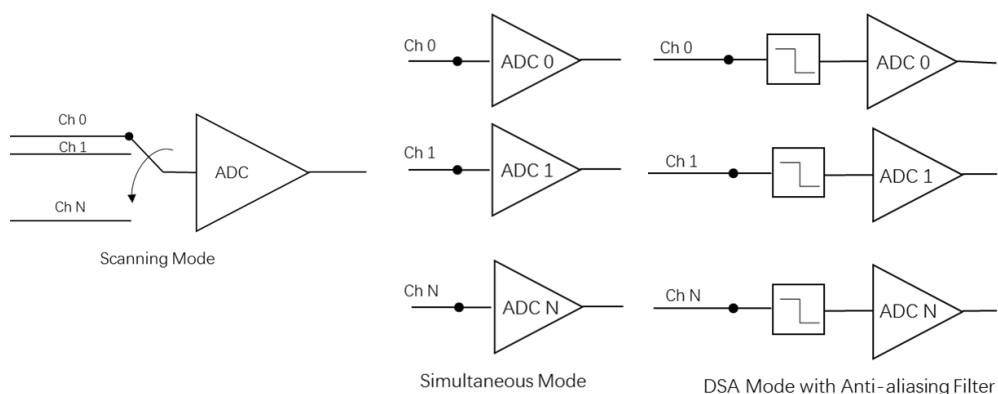 Ch 0
Ch 1
Ch N
ADC
Scanning Mode
Ch 0
ADC 0
Ch 1
ADC 1
Ch N
ADC N
Simultaneous Mode
Ch 0
ADC 0
Ch 1
ADC 1
Ch N
ADC N
DSA Mode with Anti-aliasing Filter